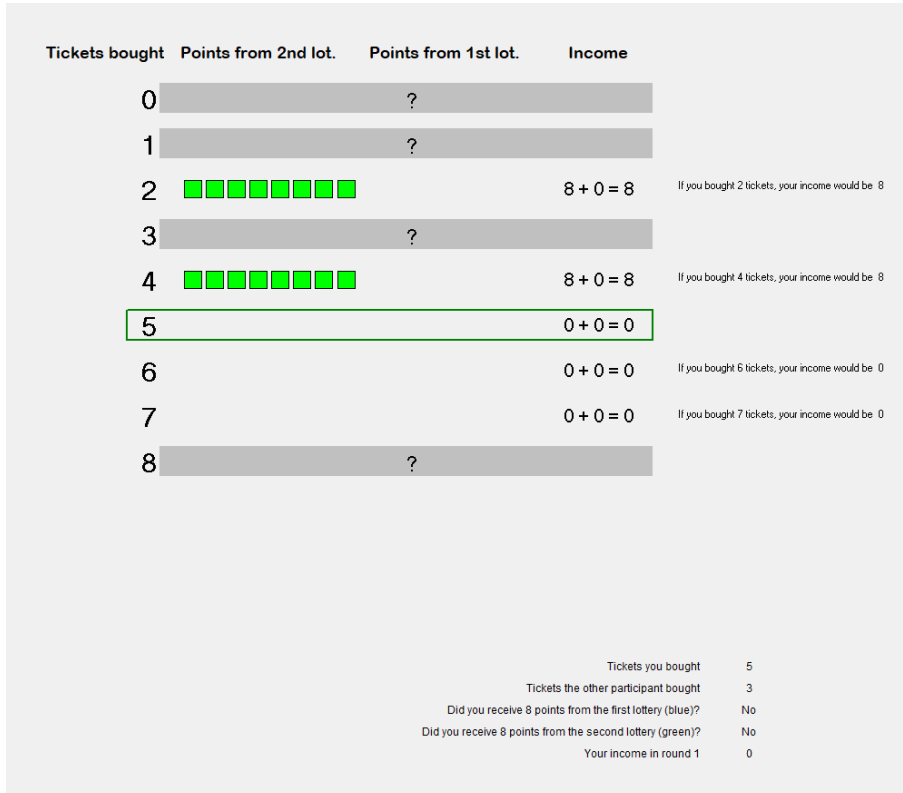 Tickets bought Points from 2nd lot. Points from 1st lot. Income
0 ?
1 ?
2 8 + 0 = 8 If you bought 2 tickets, your income would be 8
3 ?
4 8 + 0 = 8 If you bought 4 tickets, your income would be 8
5 0 + 0 = 0
6 0 + 0 = 0 If you bought 6 tickets, your income would be 0
7 0 + 0 = 0 If you bought 7 tickets, your income would be 0
8 ?
Tickets you bought 5
Tickets the other participant bought 3
Did you receive 8 points from the first lottery (blue)? No
Did you receive 8 points from the second lottery (green)? No
Your income in round 1 0